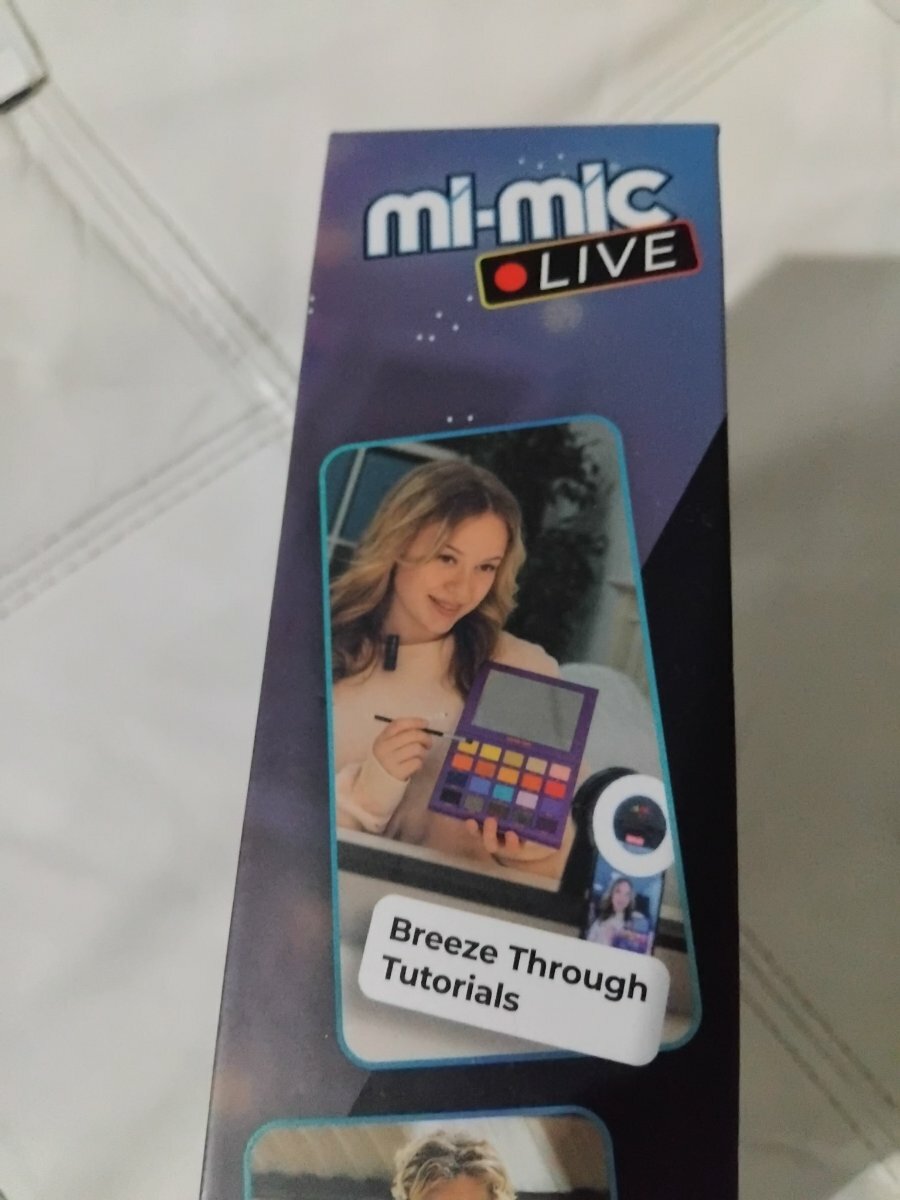 mi-mic
LIVE
Breeze Through
Tutorials